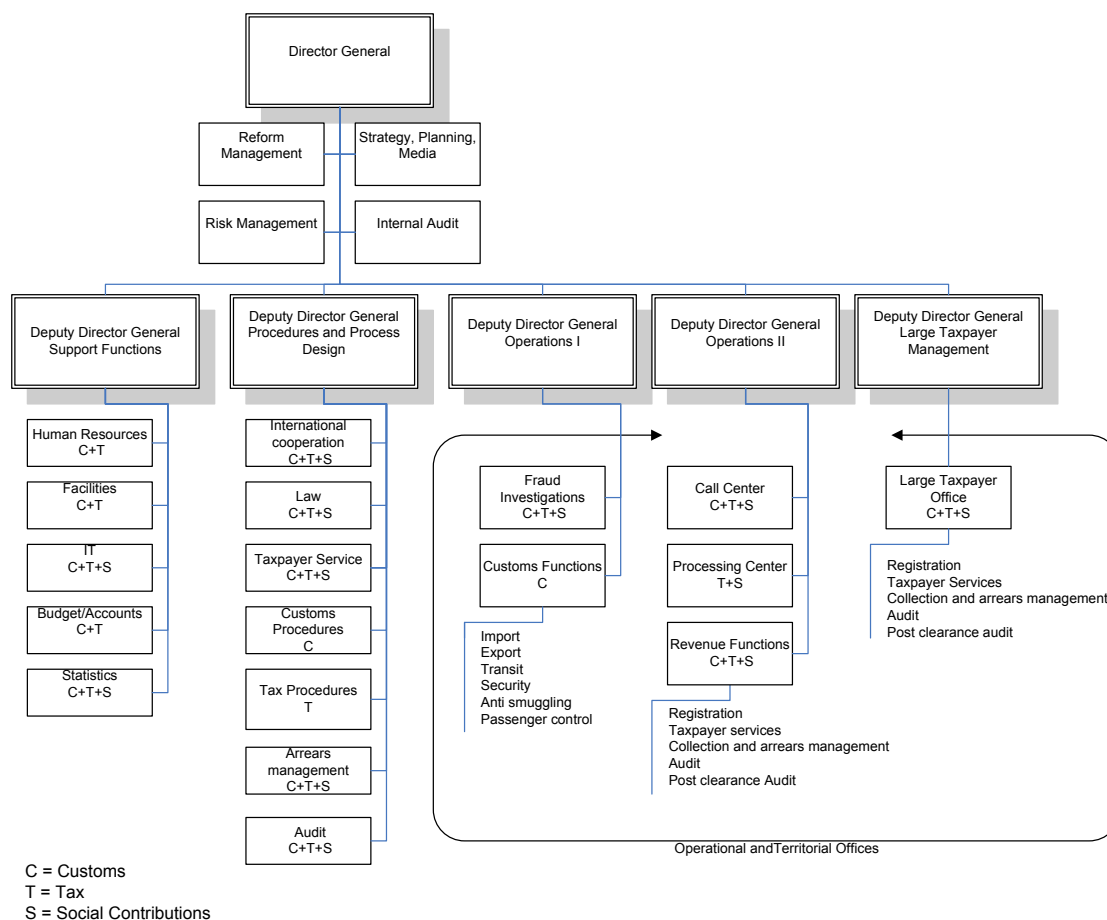 Director General
Reform
Management
Strategy, Planning,
Media
Risk Management
Internal Audit
Deputy Director General
Support Functions
Deputy Director General
Procedures and Process
Design
Deputy Director General
Operations I
Deputy Director General
Operations II
Deputy Director General
Large Taxpayer
Management
Human Resources
C+T
Facilities
C+T
IT
C+T+S
Budget/Accounts
C+T
Statistics
C+T+S
International
cooperation
C+T+S
Law
C+T+S
Taxpayer Service
C+T+S
Customs
Procedures
C
Tax Procedures
T
Arrears
management
C+T+S
Audit
C+T+S
Fraud
Investigations
C+T+S
Customs Functions
C
Import
Export
Transit
Security
Anti smuggling
Passenger control
Call Center
C+T+S
Processing Center
T+S
Revenue Functions
C+T+S
Registration
Taxpayer services
Collection and arrears management
Audit
Post clearance Audit
Large Taxpayer
Office
C+T+S
Registration
Taxpayer Services
Collection and arrears management
Audit
Post clearance audit
Operational andTerritorial Offices
C = Customs
T = Tax
S = Social Contributions